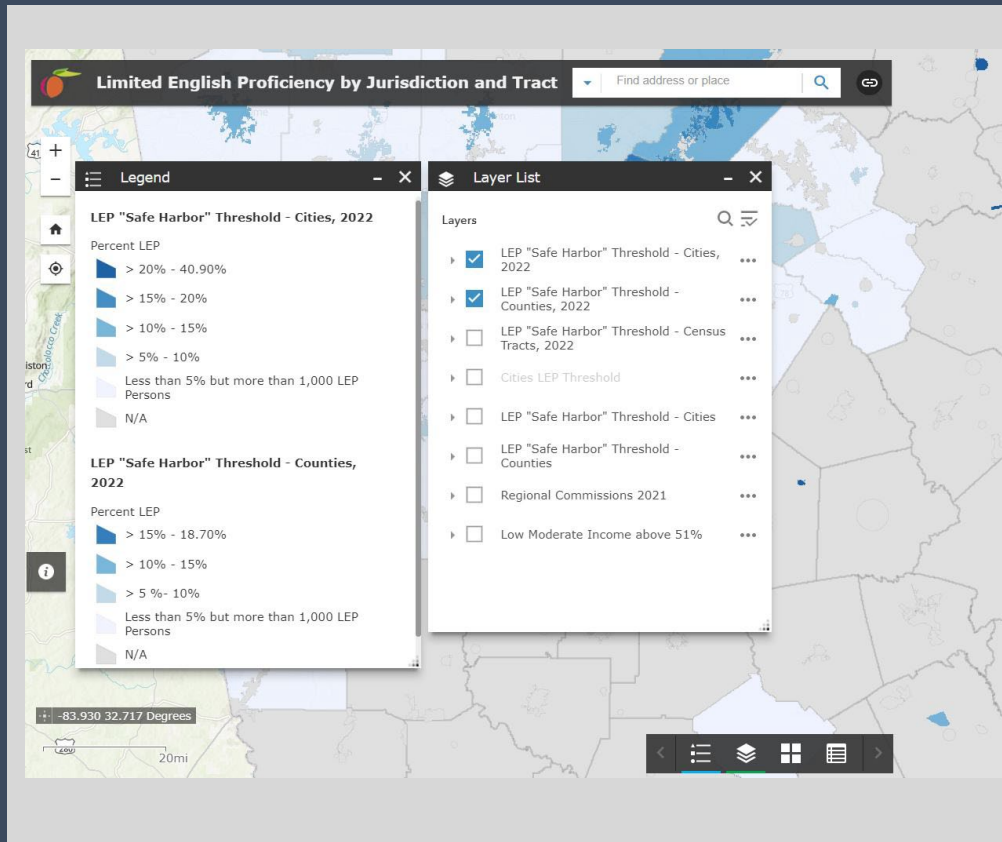 Limited English Proficiency by Jurisdiction and Tract
Find address or place
41
+
−
Legend
LEP "Safe Harbor" Threshold - Cities, 2022
Percent LEP
> 20% - 40.90%
> 15% - 20%
> 10% - 15%
> 5% - 10%
Less than 5% but more than 1,000 LEP
Persons
N/A
LEP "Safe Harbor" Threshold - Counties,
2022
Percent LEP
> 15% - 18.70%
> 10% - 15%
> 5 %- 10%
Less than 5% but more than 1,000 LEP
Persons
N/A
Layer List
Layers
LEP "Safe Harbor" Threshold - Cities,
2022
LEP "Safe Harbor" Threshold -
Counties, 2022
LEP "Safe Harbor" Threshold - Census
Tracts, 2022
Cities LEP Threshold
LEP "Safe Harbor" Threshold - Cities
LEP "Safe Harbor" Threshold -
Counties
Regional Commissions 2021
Low Moderate Income above 51%
-83.930 32.717 Degrees
280
20mi